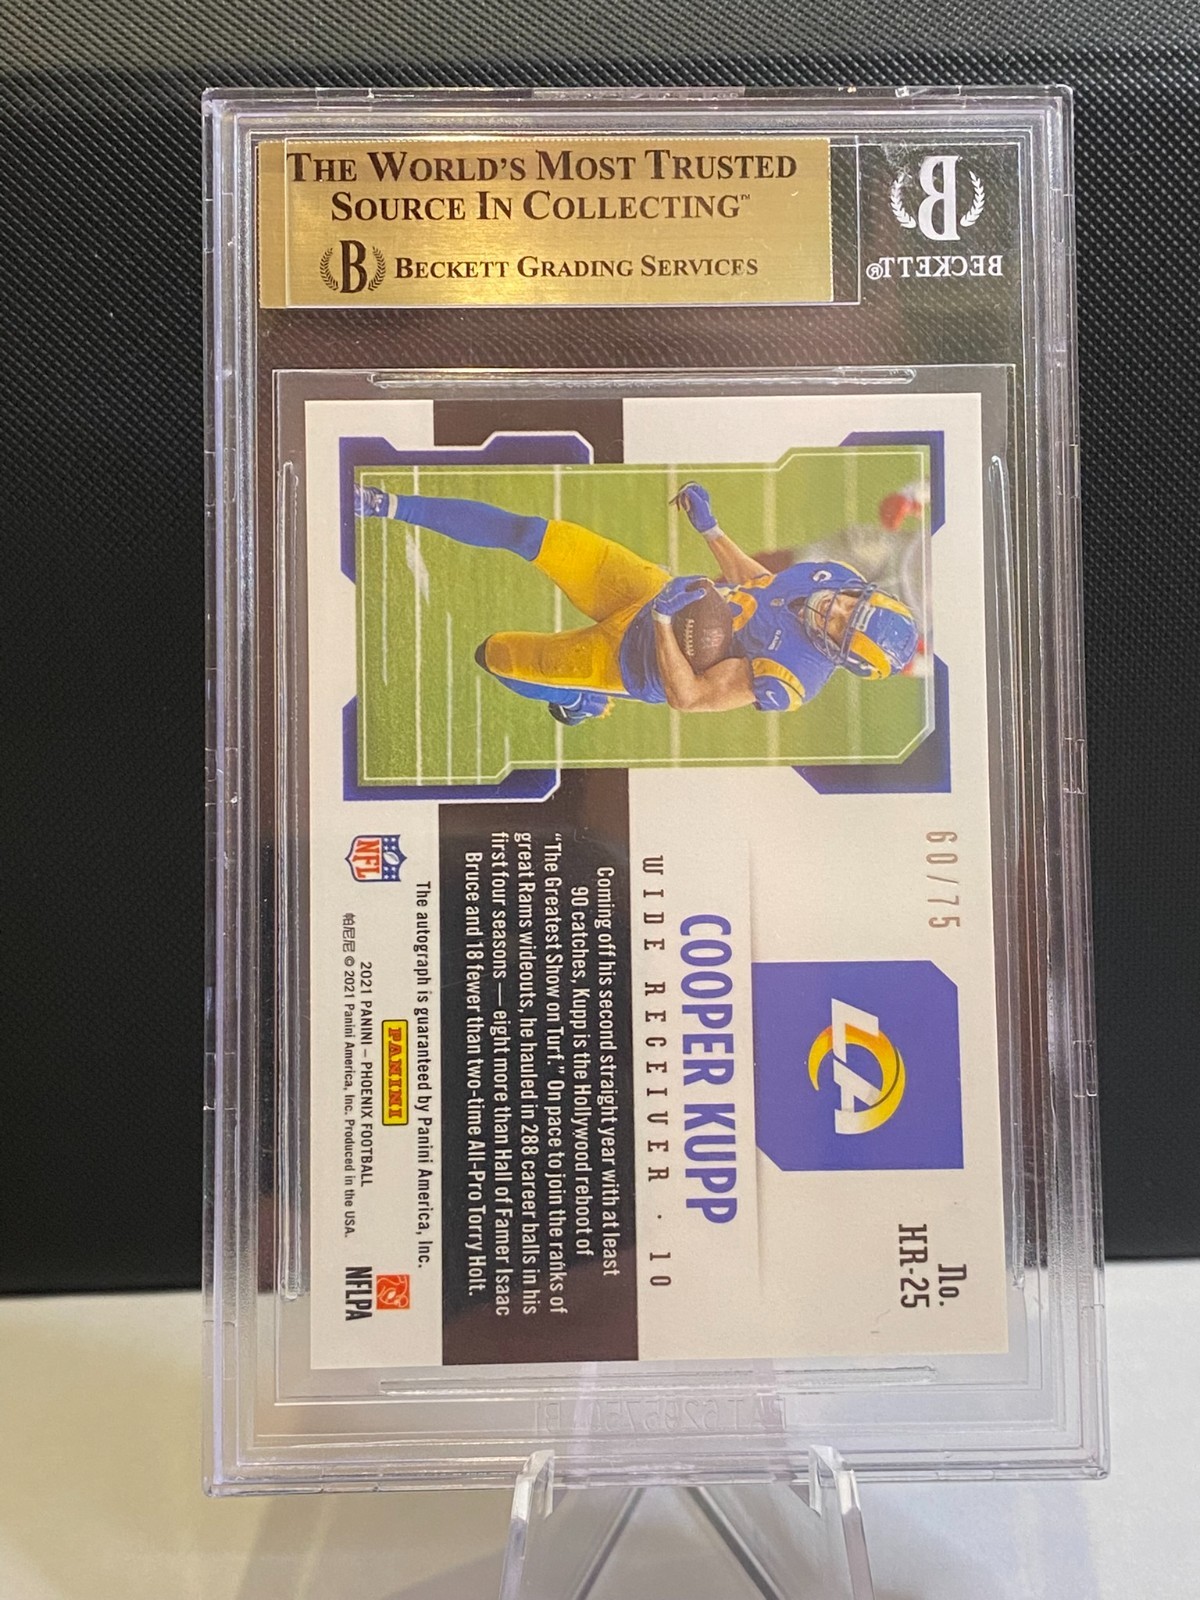 THE WORLD'S MOST TRUSTED
SOURCE IN COLLECTING™
B
BECKETT GRADING SERVICES
B
BECKETT®
60/75
LA
No.
HR-25
COOPER KUPP
WIDE RECEIVER · 10
Coming off his second straight year with at least
90 catches, Kupp is the Hollywood reboot of
“The Greatest Show on Turf.” On pace to join the ranks of
great Rams wideouts, he hauled in 288 career balls in his
first four seasons — eight more than Hall of Famer Isaac
Bruce and 18 fewer than two-time All-Pro Torry Holt.
The autograph is guaranteed by Panini America, Inc.
PANINI
NFL
2021 PANINI – PHOENIX FOOTBALL
帕尼尼 © 2021 Panini America, Inc. Produced in the USA.
NFLPA